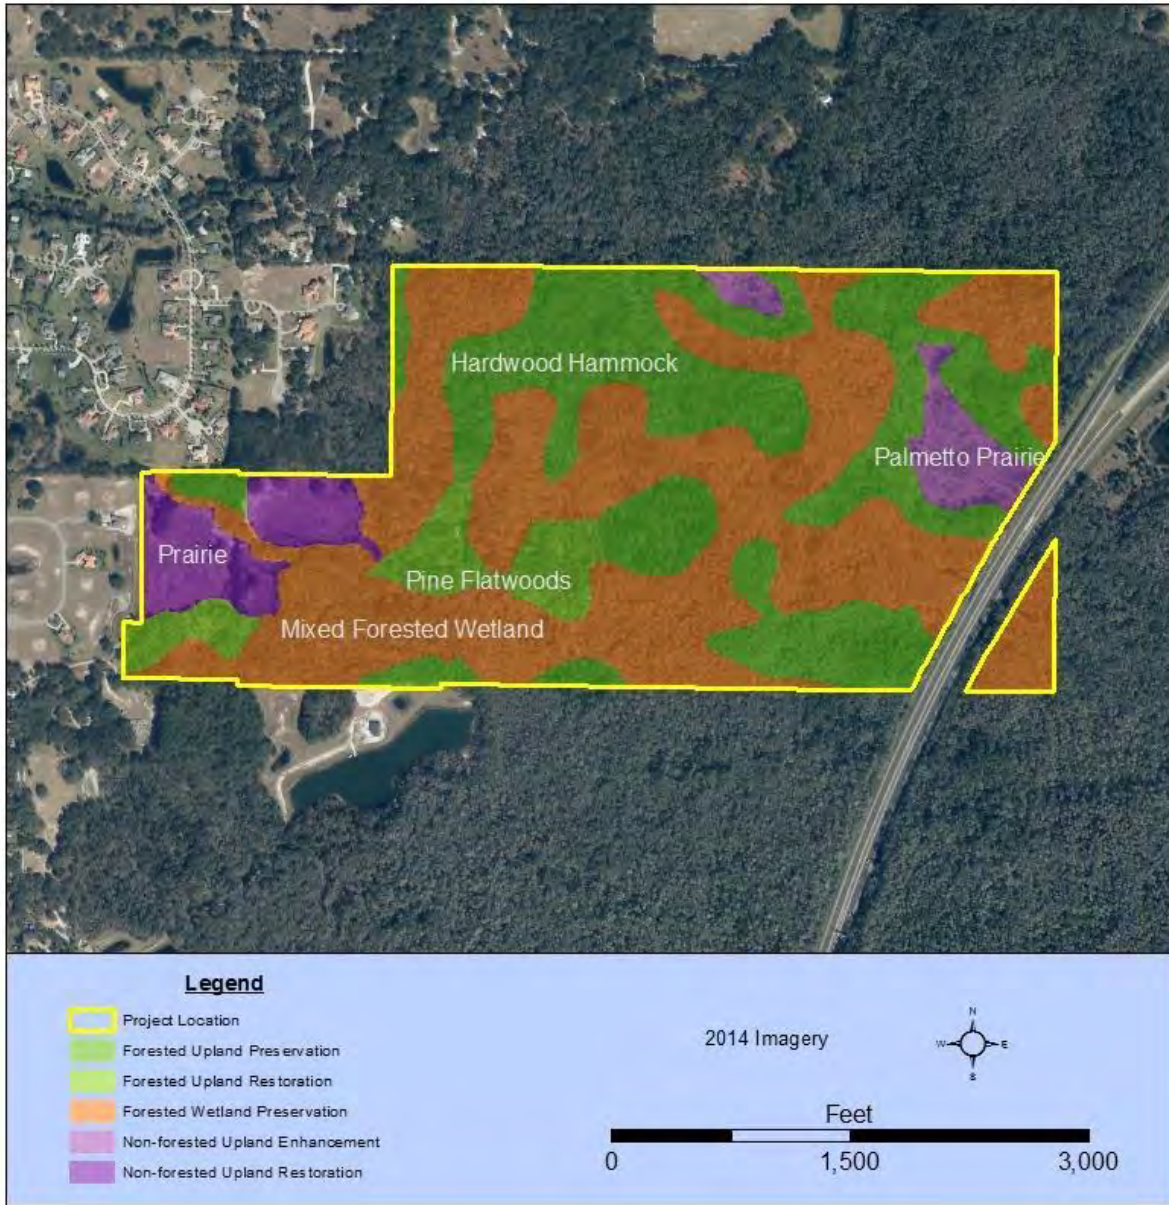 Hardwood Hammock
Palmetto Prairie
Prairie
Pine Flatwoods
Mixed Forested Wetland
Legend
Project Location
Forested Upland Preservation
Forested Upland Restoration
Forested Wetland Preservation
Non-forested Upland Enhancement
Non-forested Upland Restoration
2014 Imagery
N
W E
S
Feet
0 1,500 3,000